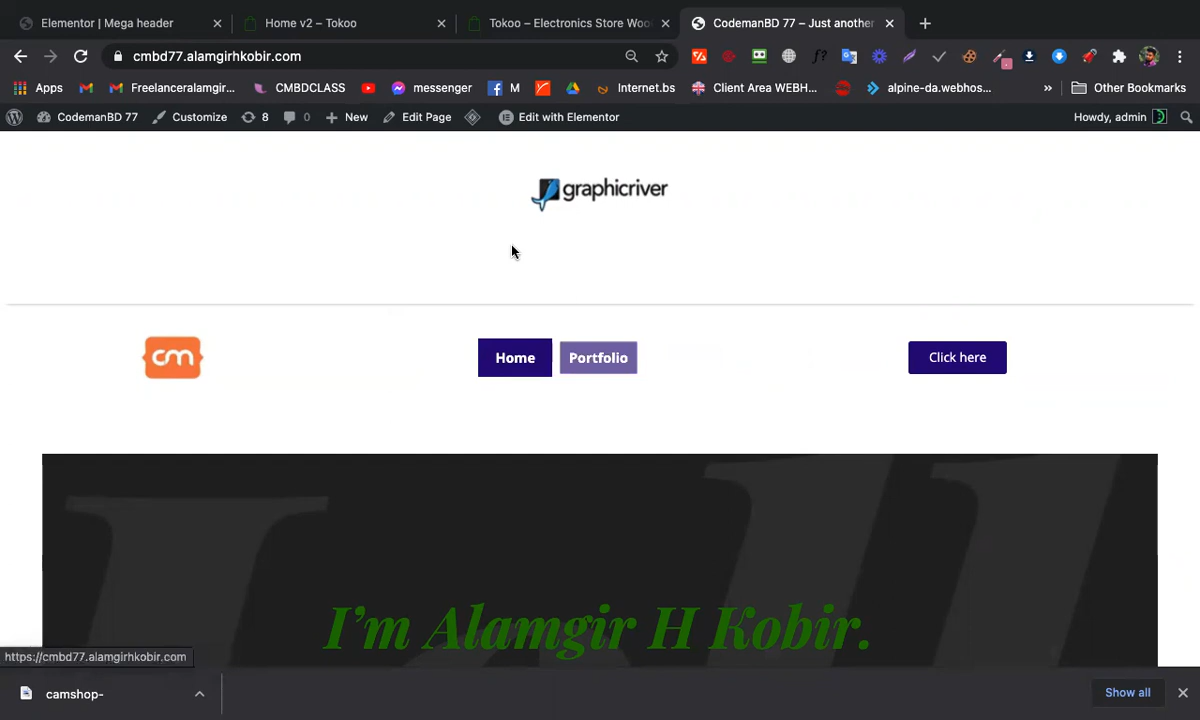 Elementor | Mega header
Home v2 – Tokoo
Tokoo – Electronics Store Woo
CodemanBD 77 – Just another
cmbd77.alamgirhkobir.com
Apps
Freelanceralamgir...
CMBDCLASS
messenger
M
Internet.bs
Client Area WEBH...
alpine-da.webhos...
»
Other Bookmarks
CodemanBD 77
Customize
8
0
New
Edit Page
Edit with Elementor
Howdy, admin
graphicriver
cm
Home
Portfolio
Click here
I'm Alamgir H Kobir.
https://cmbd77.alamgirhkobir.com
camshop-
Show all